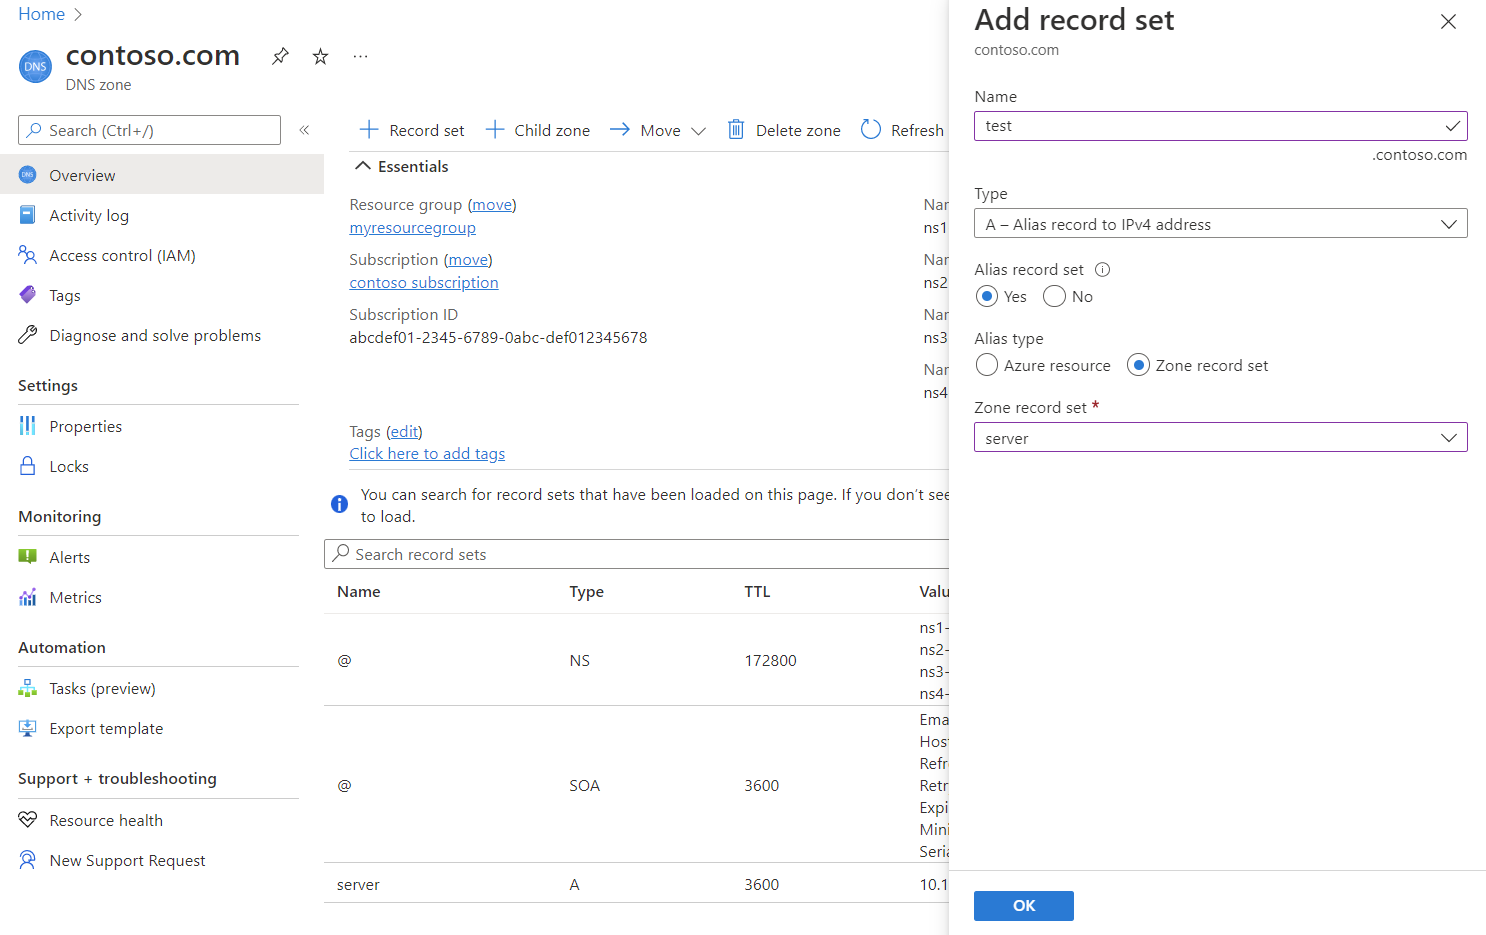 Home
contoso.com
DNS
DNS zone
Search (Ctrl+/)
Overview
Activity log
Access control (IAM)
Tags
Diagnose and solve problems
Settings
Properties
Locks
Monitoring
Alerts
Metrics
Automation
Tasks (preview)
Export template
Support + troubleshooting
Resource health
New Support Request
Record set
Child zone
Move
Delete zone
Refresh
Essentials
Resource group (move)
myresourcegroup
Subscription (move)
contoso subscription
Subscription ID
abcdef01-2345-6789-0abc-def012345678
Nar
ns1
Nar
ns2
Nar
ns3
Nar
ns4
Tags (edit)
Click here to add tags
You can search for record sets that have been loaded on this page. If you don't see
to load.
Search record sets
Name Type TTL Valu
@ NS 172800
ns1-
ns2-
ns3-
ns4-
@ SOA 3600
Ema
Host
Refr
Retr
Expi
Mini
Seria
server A 3600 10.1
Add record set
contoso.com
Name
test
.contoso.com
Type
A – Alias record to IPv4 address
Alias record set
Yes No
Alias type
Azure resource Zone record set
Zone record set *
server
OK